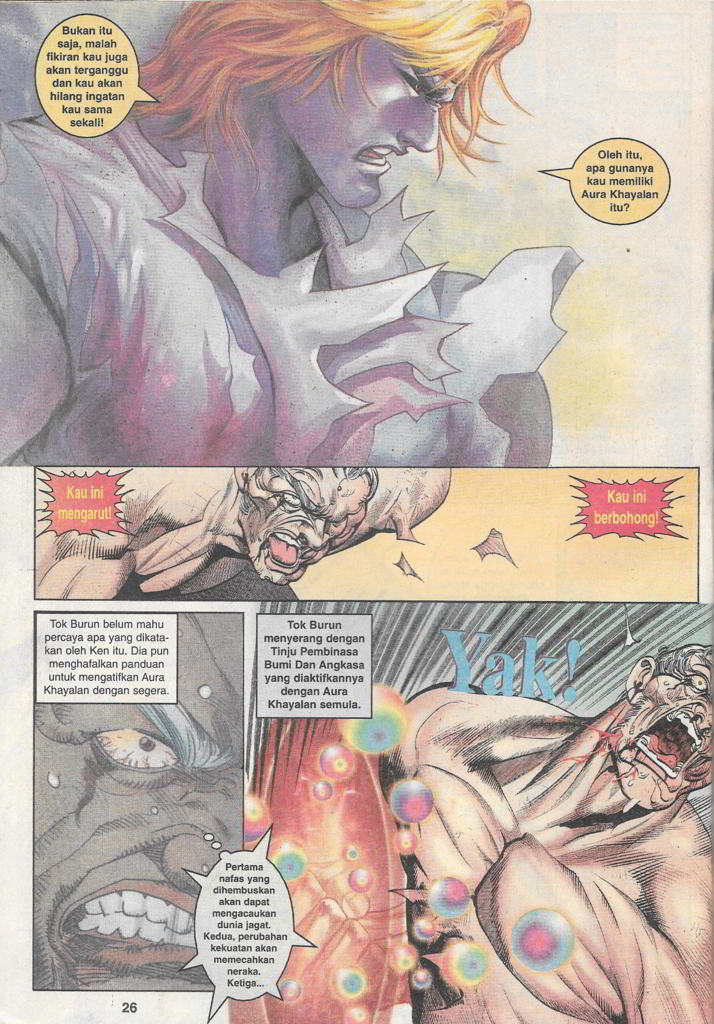 Bukan itu
saja, malah
fikiran kau juga
akan terganggu
dan kau akan
hilang ingatan
kau sama
sekali!
Oleh itu,
apa gunanya
kau memiliki
Aura Khayalan
itu?
Kau ini
mengarut!
Kau ini
berbohong!
Tok Burun belum mahu
percaya apa yang dikata-
kan oleh Ken itu. Dia pun
menghafalkan panduan
untuk mengatifkan Aura
Khayalan dengan segera.
Tok Burun
menyerang dengan
Tinju Pembinasa
Bumi Dan Angkasa
yang diaktifkannya
dengan Aura
Khayalan semula.
Yak!
Pertama
nafas yang
dihembuskan
akan dapat
mengacaukan
dunia jagat.
Kedua, perubahan
kekuatan akan
memecahkan
neraka.
Ketiga...
26